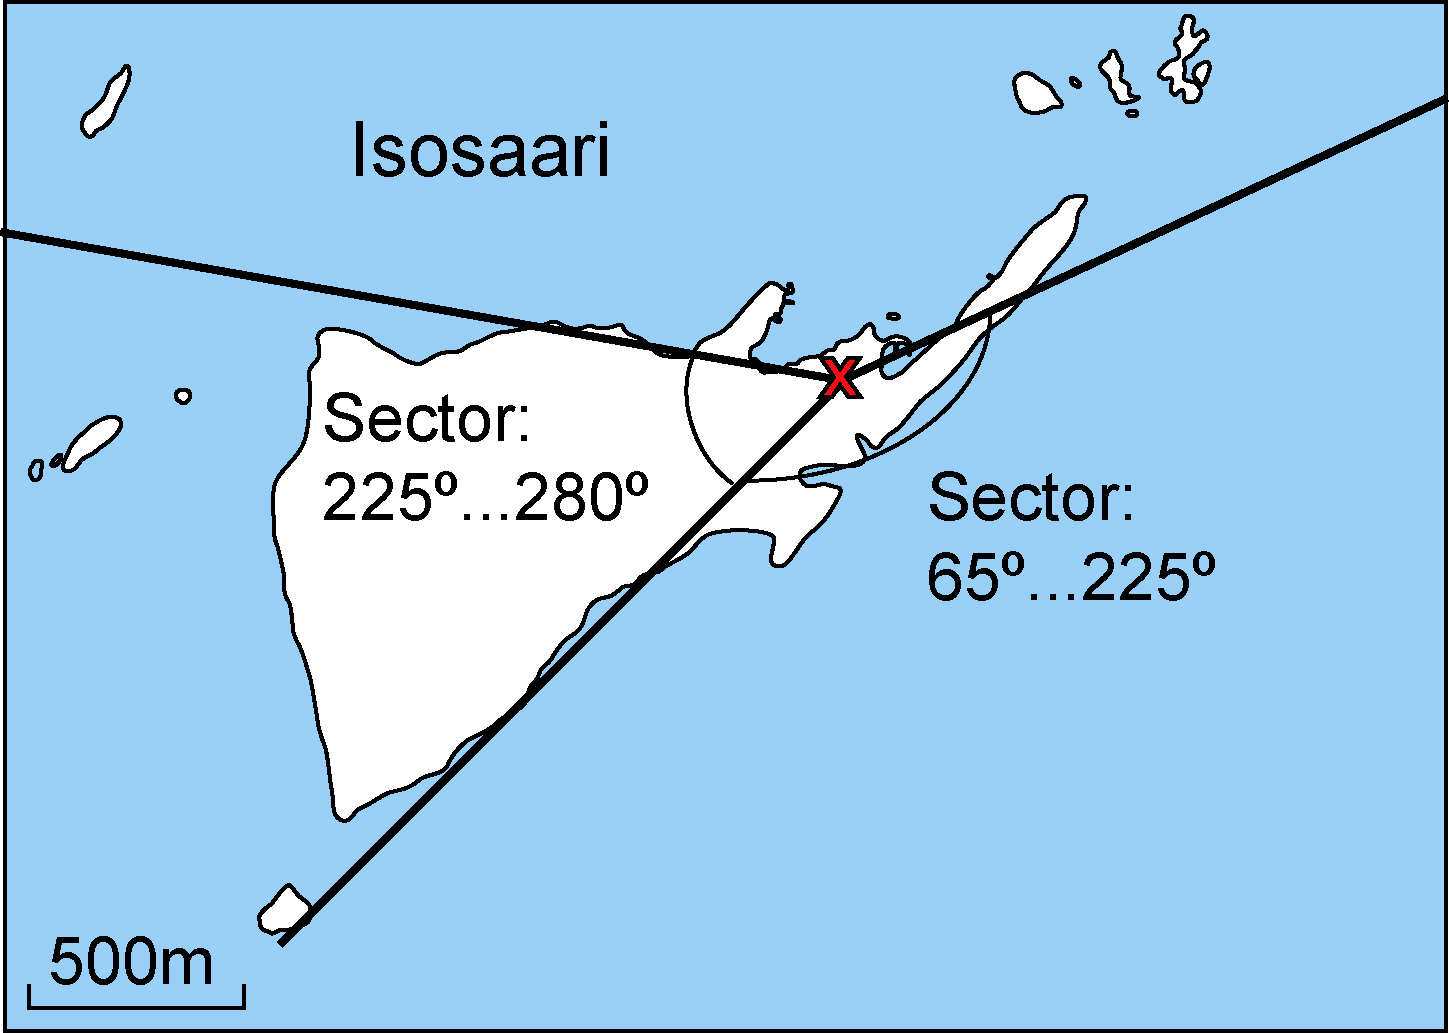 Isosaari
Sector:
225º...280º
X
Sector:
65º...225º
500m